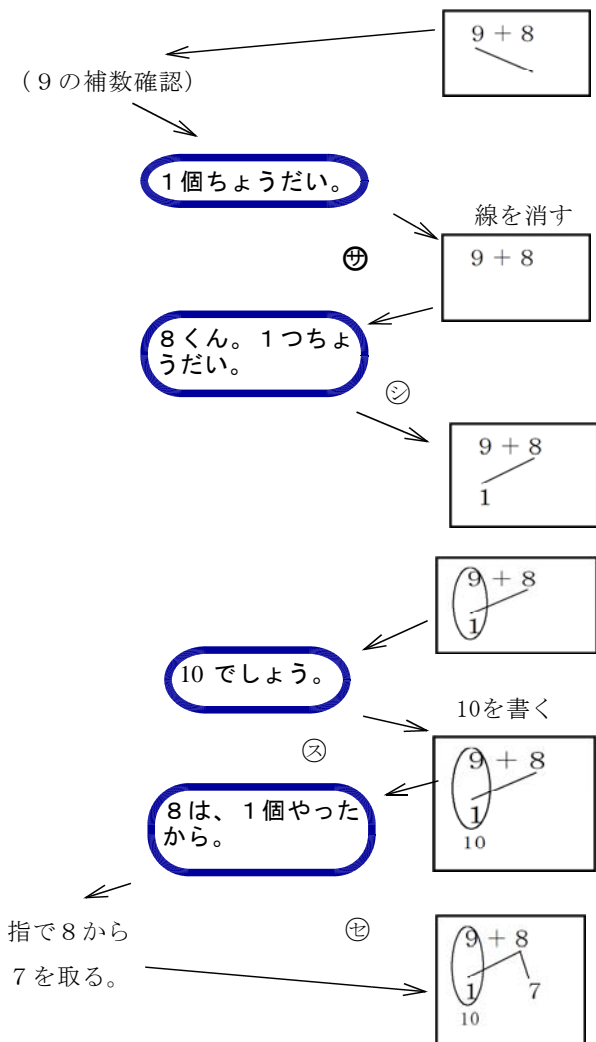 9 + 8
（９の補数確認）
１個ちょうだい。
線を消す
㋚
9 + 8
８くん。１つちょ
うだい。
㋛
9 + 8
1
9 + 8
1
10 でしょう。
10を書く
㋜
9 + 8
1
10
８は、１個やった
から。
指で８から
７を取る。
㋝
9 + 8
1
7
10